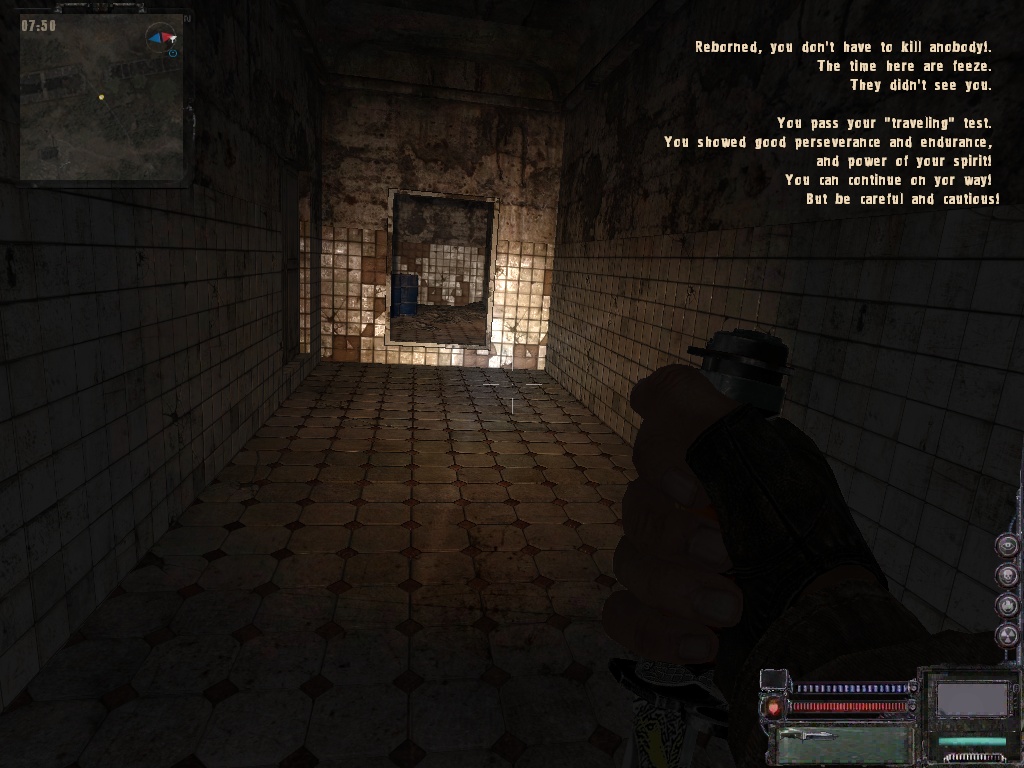 07:50
N
Reborned, you don't have to kill anobody!.
The time here are feeze.
They didn't see you.
You pass your "traveling" test.
You showed good perseverance and endurance,
and power of your spirit!
You can continue on yor way!
But be careful and cautious!